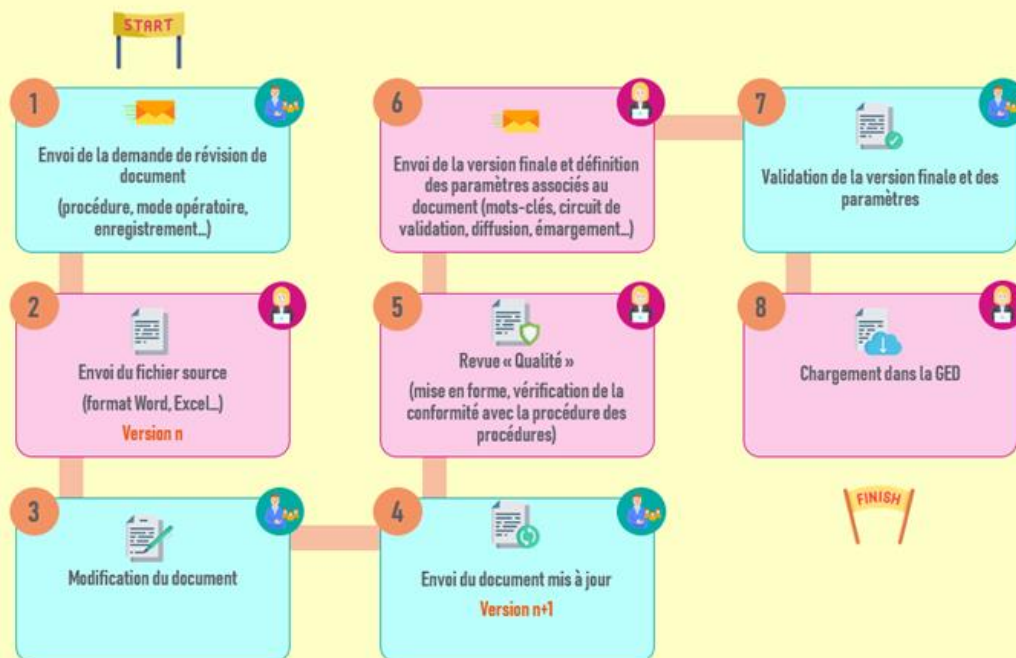 START
1
Envoi de la demande de révision de
document
(procédure, mode opératoire,
enregistrement...)
2
Envoi du fichier source
(format Word, Excel...)
Version n
3
Modification du document
4
Envoi du document mis à jour
Version n+1
5
Revue « Qualité »
(mise en forme, vérification de la
conformité avec la procédure des
procédures)
6
Envoi de la version finale et définition
des paramètres associés au
document (mots-clés, circuit de
validation, diffusion, émargement...)
7
Validation de la version finale et des
paramètres
8
Chargement dans la GED
FINISH